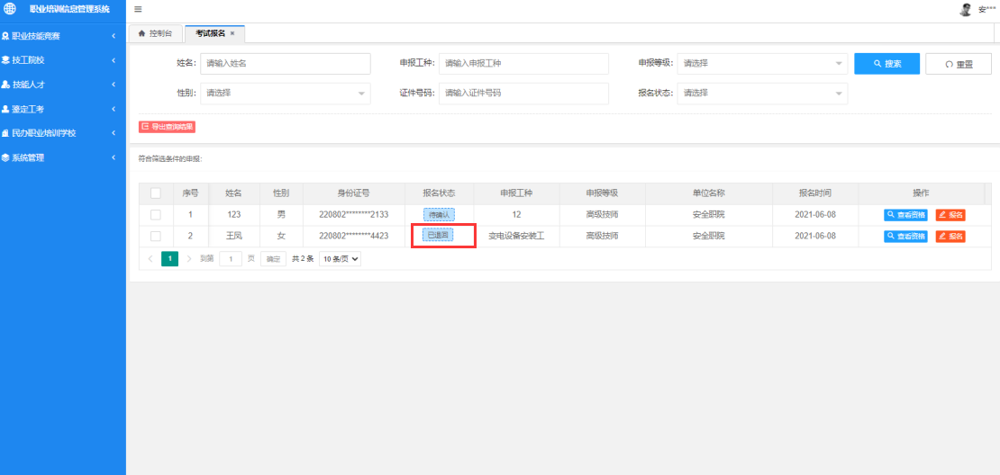 职业培训信息管理系统
安***
职业技能竞赛
技工院校
技能人才
鉴定工考
民办职业培训学校
系统管理
控制台 考试报名 ×
姓名: 请输入姓名 申报工种: 请输入申报工种 申报等级: 请选择 搜索 重置
性别: 请选择 证件号码: 请输入证件号码 报名状态: 请选择
导出查询结果
符合筛选条件的申报:
序号 姓名 性别 身份证号 报名状态 申报工种 申报等级 单位名称 报名时间 操作
1 123 男 220802********2133 待确认 12 高级技师 安全职院 2021-06-08 查看资格 报名
2 王凤 女 220802********4423 已退回 变电设备安装工 高级技师 安全职院 2021-06-08 查看资格 报名
1 到第 1 页 确定 共 2 条 10 条/页